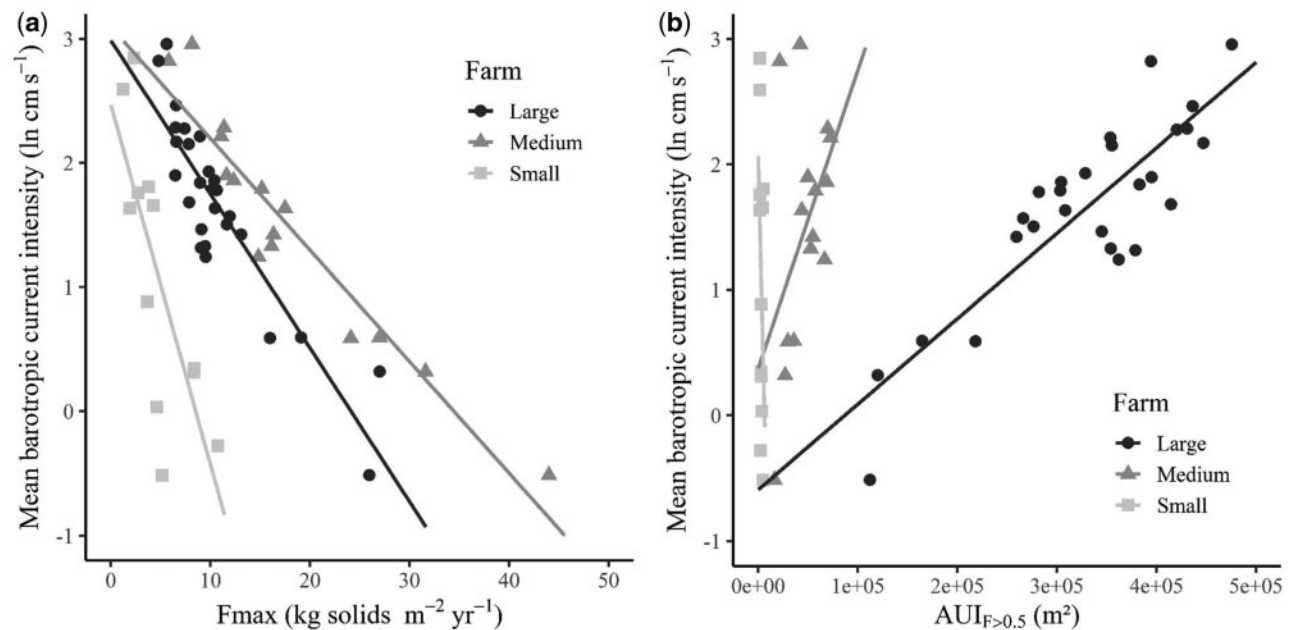 (a)
Mean barotropic current intensity (ln cm s⁻¹)
3
2
1
0
-1
Farm
Large
Medium
Small
0 10 20 30 40 50
Fmax (kg solids m⁻² yr⁻¹)
(b)
Mean barotropic current intensity (ln cm s⁻¹)
3
2
1
0
-1
Farm
Large
Medium
Small
0e+00 1e+05 2e+05 3e+05 4e+05 5e+05
AUI_F>0.5 (m²)